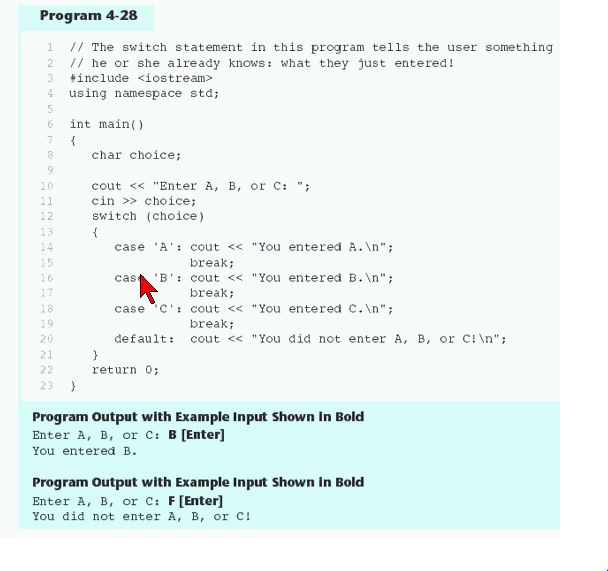 Program 4-28
1 // The switch statement in this program tells the user something
2 // he or she already knows: what they just entered!
3 #include <iostream>
4 using namespace std;
5
6 int main()
7 {
8    char choice;
9
10    cout << "Enter A, B, or C: ";
11    cin >> choice;
12    switch (choice)
13    {
14       case 'A': cout << "You entered A.\n";
15                 break;
16       case 'B': cout << "You entered B.\n";
17                 break;
18       case 'C': cout << "You entered C.\n";
19                 break;
20       default:  cout << "You did not enter A, B, or C!\n";
21    }
22    return 0;
23 }
Program Output with Example Input Shown in Bold
Enter A, B, or C: B [Enter]
You entered B.
Program Output with Example Input Shown in Bold
Enter A, B, or C: F [Enter]
You did not enter A, B, or C!